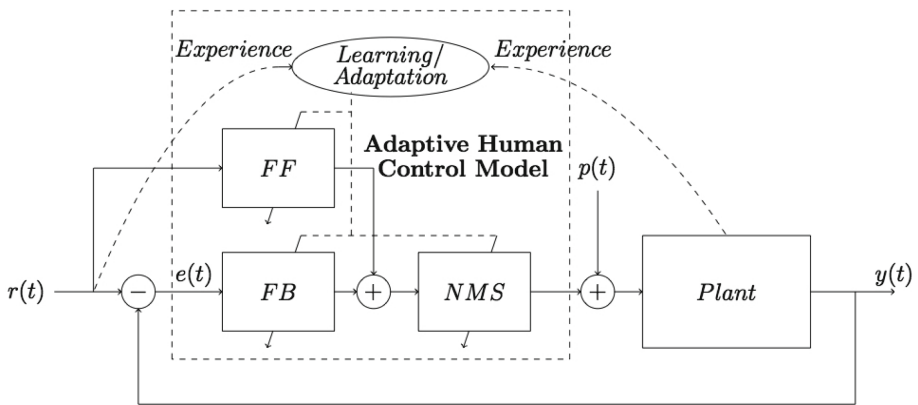 Experience
Learning/
Adaptation
Experience
Adaptive Human
Control Model
FF
p(t)
r(t)
−
e(t)
FB
+
NMS
+
Plant
y(t)